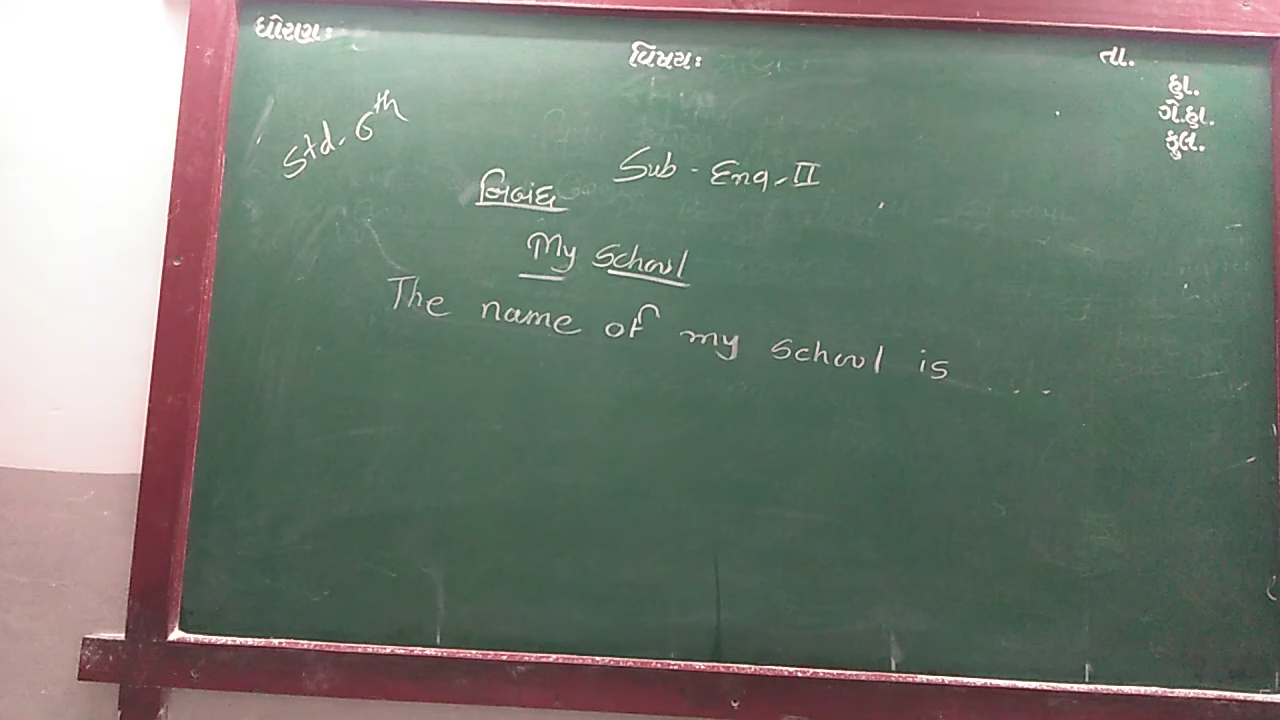 ધોરણઃ
વિષયઃ
તા.
હા.
ગે.હા.
કુલ.
Std. 6th
Sub - Eng - II
નિબંધ
My School
The name of my school is ....